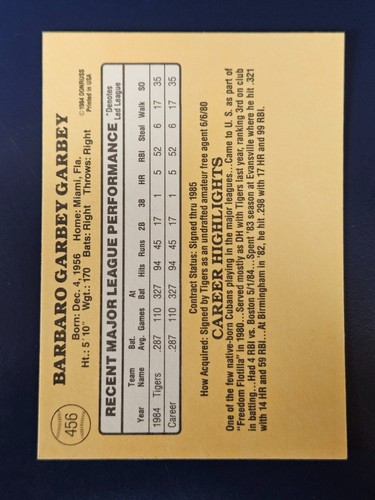 456
© 1984 DONRUSS
Printed in USA
BARBARO GARBEY GARBEY
Born: Dec. 4, 1956 Home: Miami, Fla.
Ht.: 5 10" Wgt.: 170 Bats: Right Throws: Right
RECENT MAJOR LEAGUE PERFORMANCE
*Denotes
Led League
Year Team Name Bat. Avg. Games At Bat Hits Runs 2B 3B HR RBI Steal Walk SO
1984 Tigers .287 110 327 94 45 17 1 5 52 6 17 35
Career .287 110 327 94 45 17 1 5 52 6 17 35
Contract Status: Signed thru 1985
How Acquired: Signed by Tigers as an undrafted amateur free agent 6/6/80
CAREER HIGHLIGHTS
One of the few native-born Cubans playing in the major leagues...Came to U.S. as part of
"Freedom Flotilla" in 1980...Served mostly as DH with Tigers last year, ranking 3rd on club
in batting...Had 4 RBI vs. Boston 5/1/84...Spent '83 season at Evansville where he hit .321
with 14 HR and 59 RBI...At Birmingham in '82, he hit .298 with 17 HR and 99 RBI.